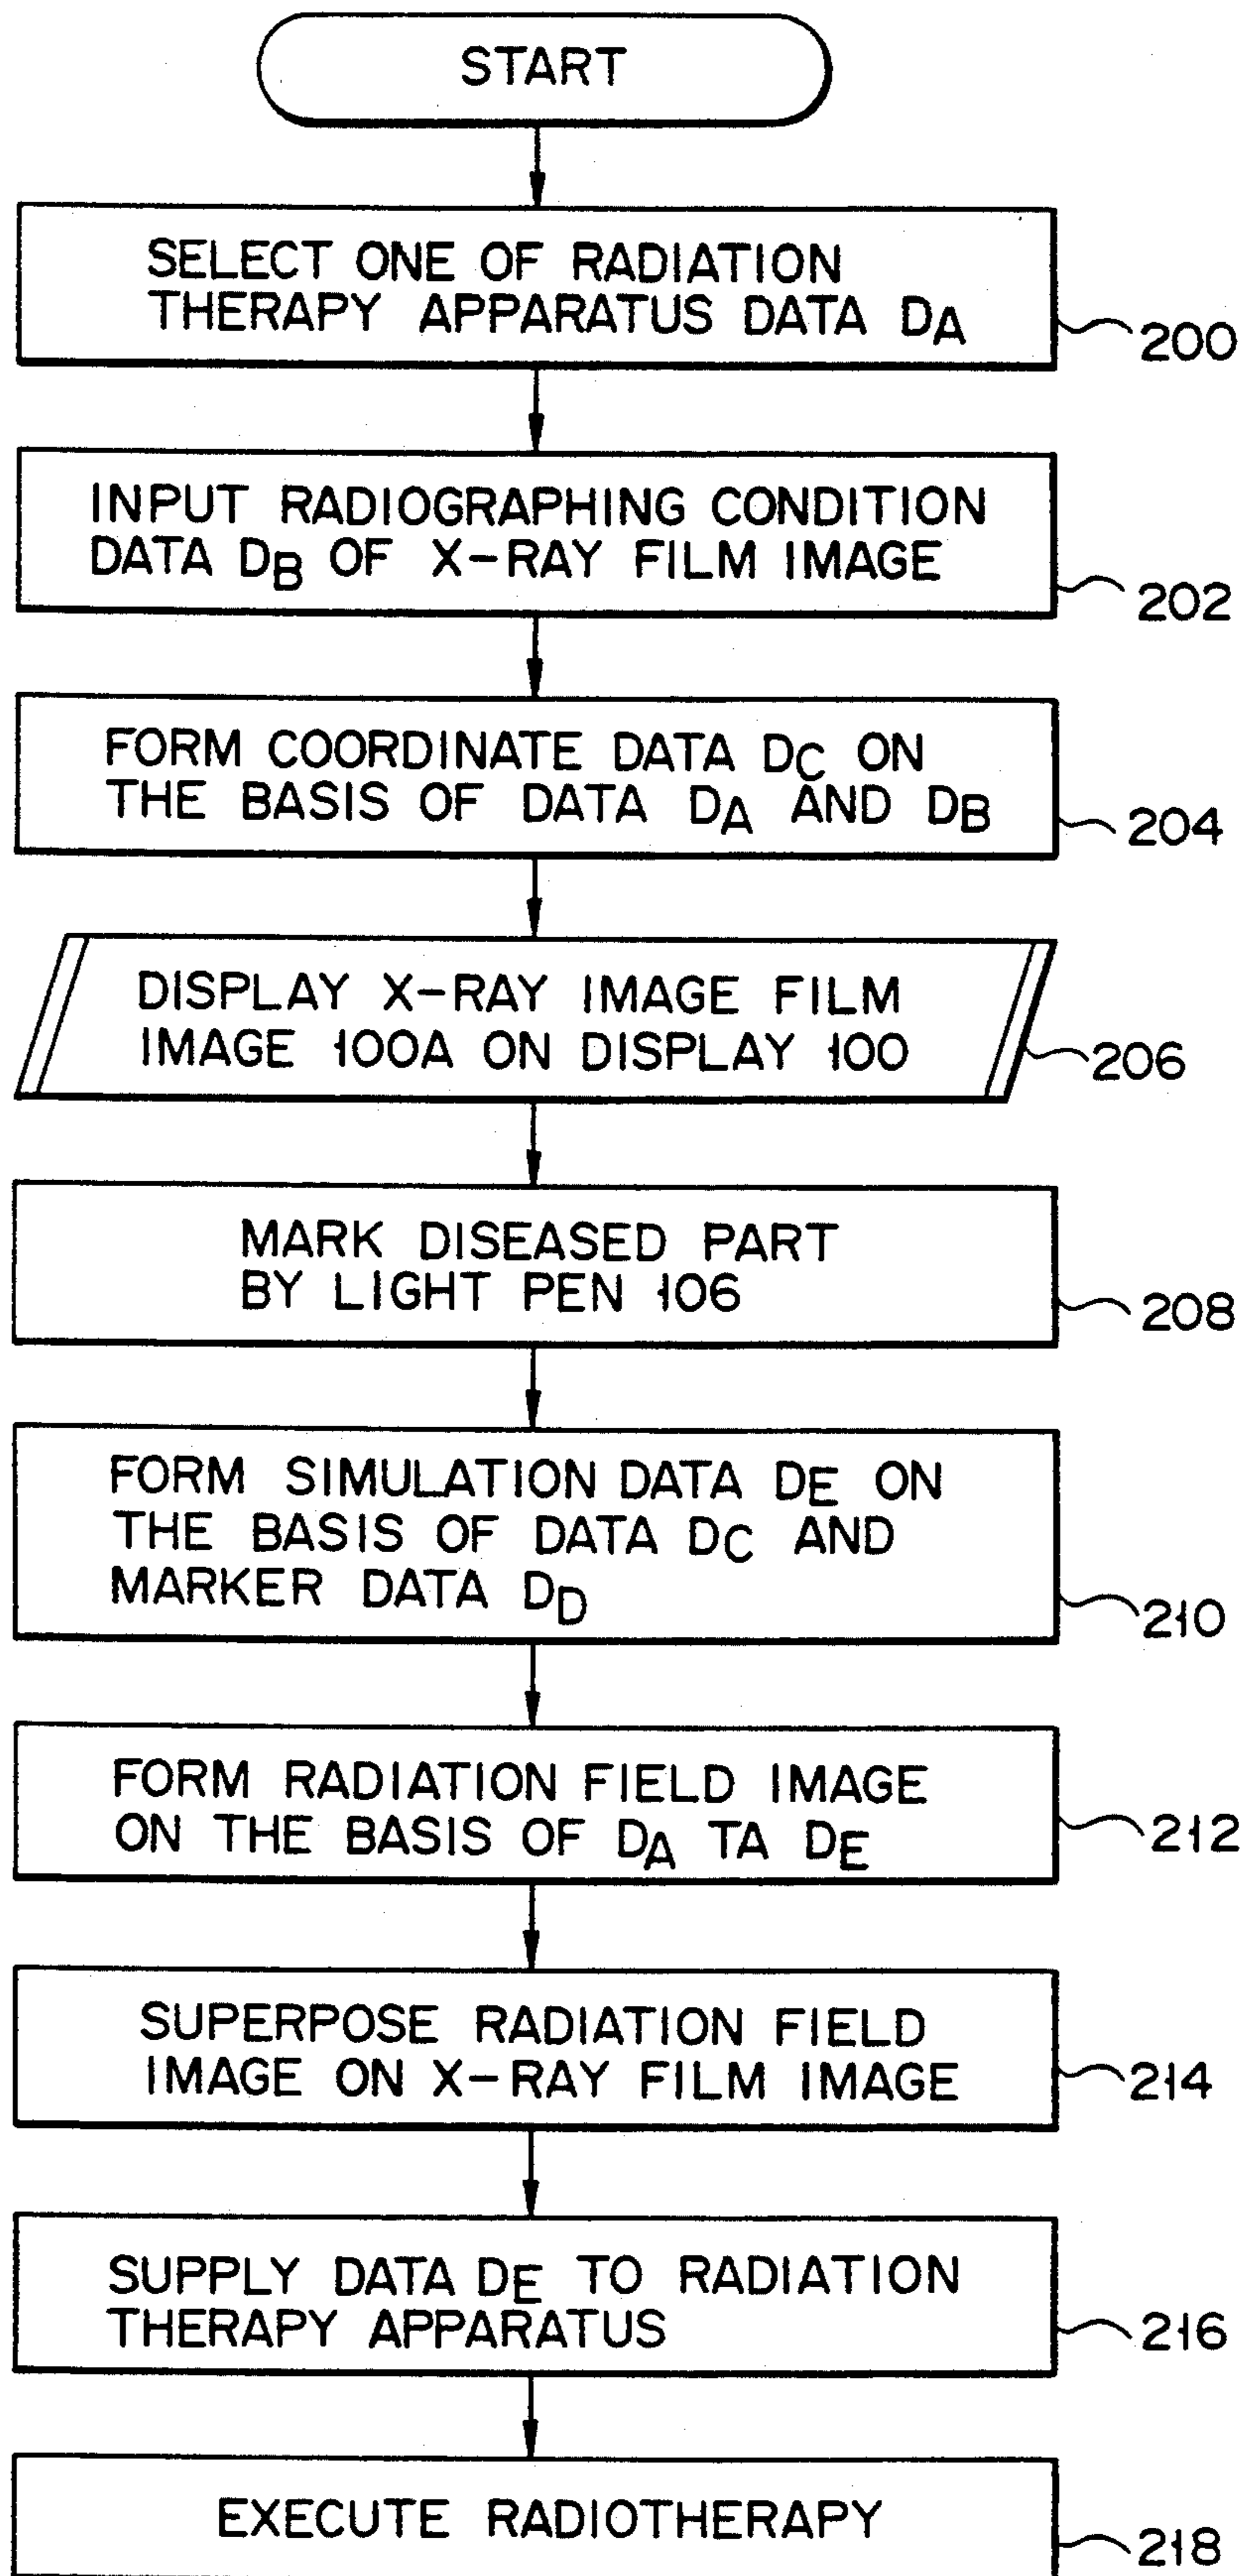 START
SELECT ONE OF RADIATION
THERAPY APPARATUS DATA DA
200
INPUT RADIOGRAPHING CONDITION
DATA DB OF X-RAY FILM IMAGE
202
FORM COORDINATE DATA DC ON
THE BASIS OF DATA DA AND DB
204
DISPLAY X-RAY IMAGE FILM
IMAGE 100A ON DISPLAY 100
206
MARK DISEASED PART
BY LIGHT PEN 106
208
FORM SIMULATION DATA DE ON
THE BASIS OF DATA DC AND
MARKER DATA DD
210
FORM RADIATION FIELD IMAGE
ON THE BASIS OF DA TA DE
212
SUPERPOSE RADIATION FIELD
IMAGE ON X-RAY FILM IMAGE
214
SUPPLY DATA DE TO RADIATION
THERAPY APPARATUS
216
EXECUTE RADIOTHERAPY
218